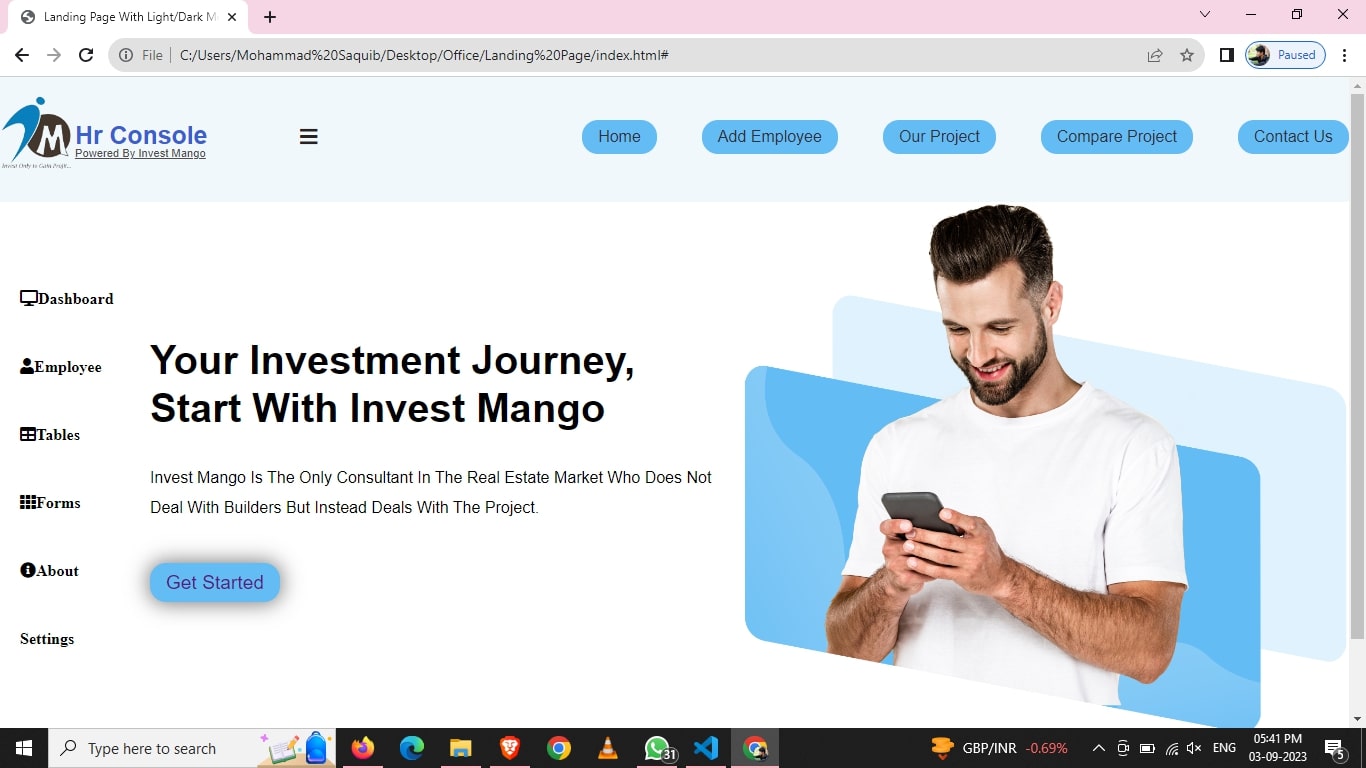 Landing Page With Light/Dark M
File
C:/Users/Mohammad%20Saquib/Desktop/Office/Landing%20Page/index.html#
Paused
M
Invest Only to Gain Profit...
Hr Console
Powered By Invest Mango
Home
Add Employee
Our Project
Compare Project
Contact Us
Dashboard
Employee
Tables
Forms
About
Settings
Your Investment Journey,
Start With Invest Mango
Invest Mango Is The Only Consultant In The Real Estate Market Who Does Not
Deal With Builders But Instead Deals With The Project.
Get Started
Type here to search
31
GBP/INR -0.69%
ENG
05:41 PM
03-09-2023
5